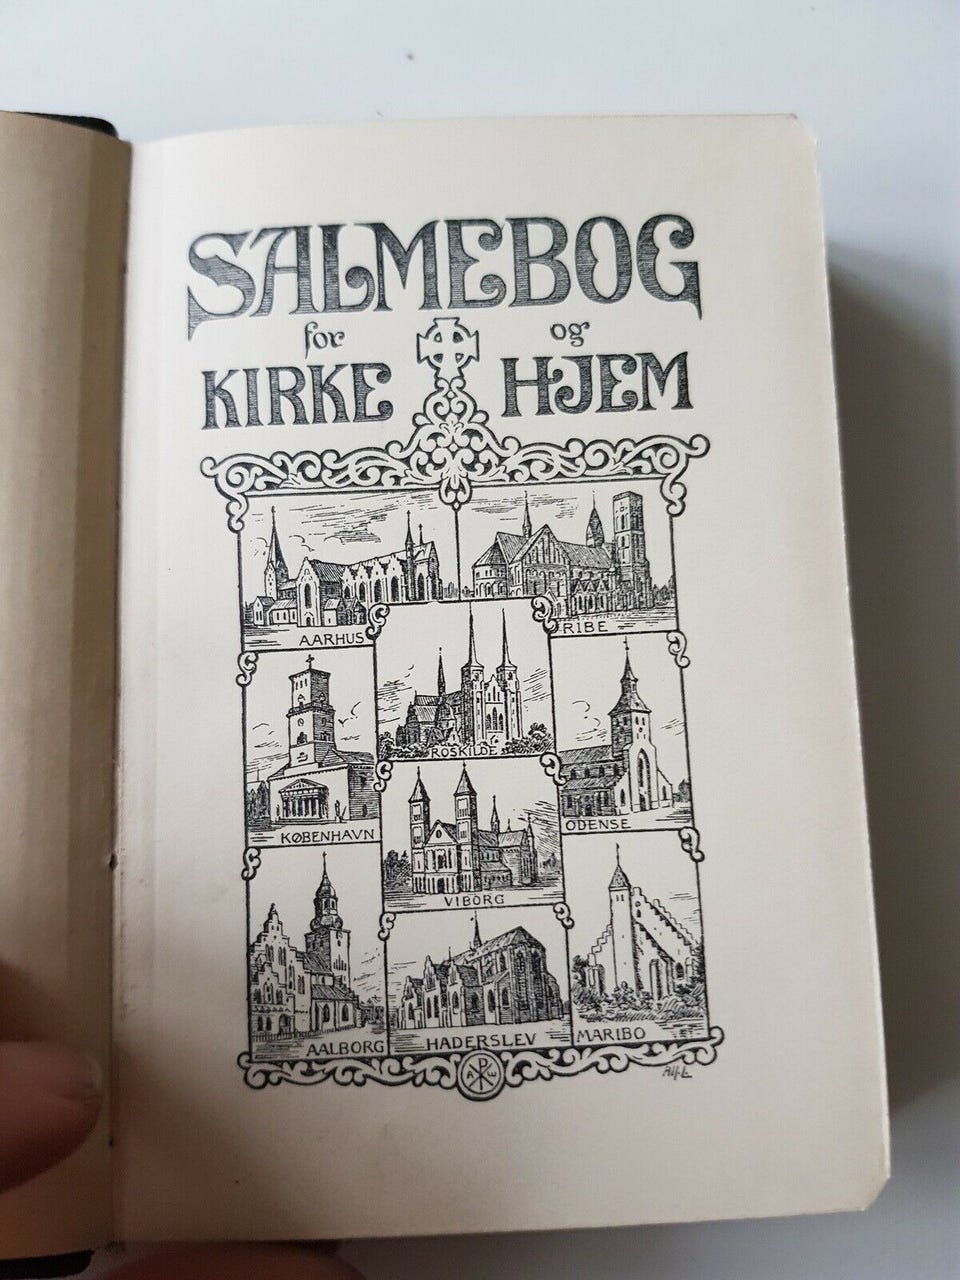 SALMEBOG
for og
KIRKE HJEM
AARHUS
RIBE
KØBENHAVN
ROSKILDE
ODENSE
VIBORG
AALBORG
HADERSLEV
MARIBO